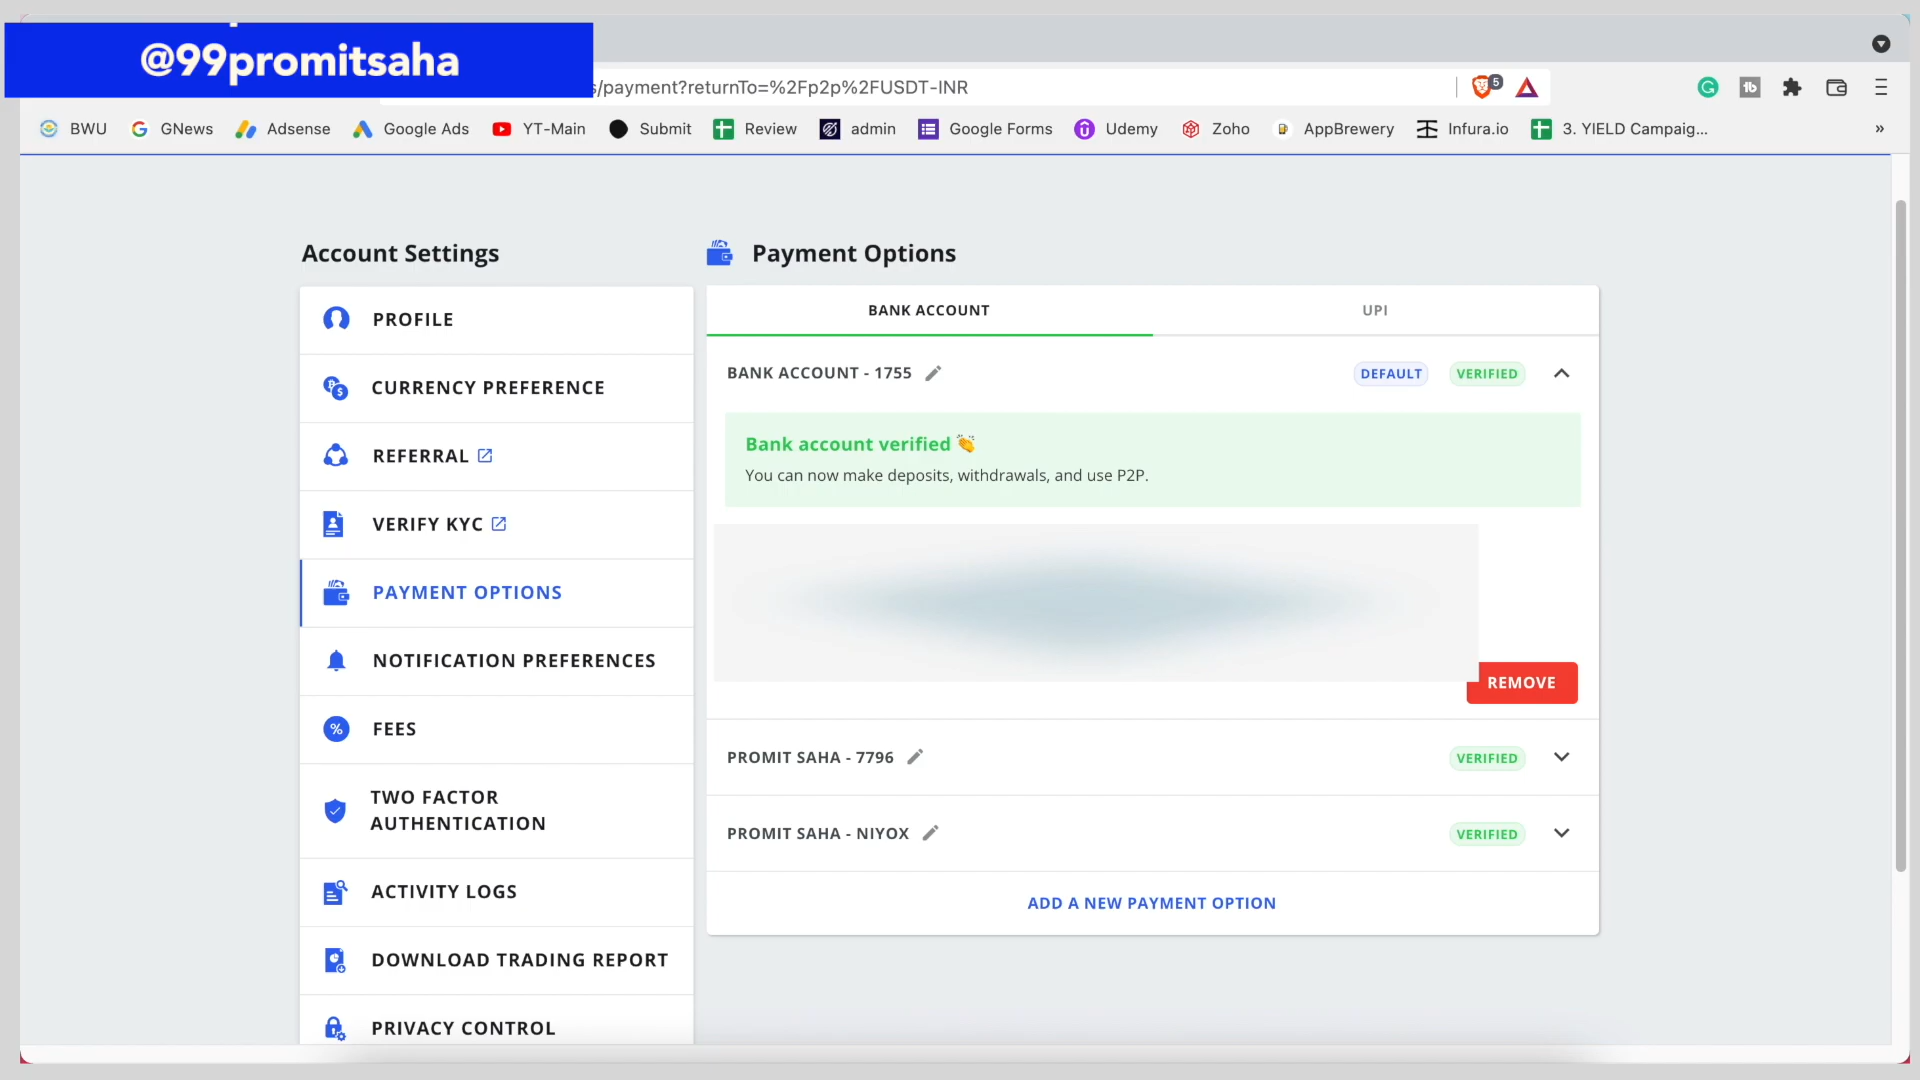 @99promitsaha
s/payment?returnTo=%2Fp2p%2FUSDT-INR
5
BWU
GNews
Adsense
Google Ads
YT-Main
Submit
Review
admin
Google Forms
Udemy
Zoho
AppBrewery
Infura.io
3. YIELD Campaig...
»
Account Settings
PROFILE
CURRENCY PREFERENCE
REFERRAL
VERIFY KYC
PAYMENT OPTIONS
NOTIFICATION PREFERENCES
FEES
TWO FACTOR
AUTHENTICATION
ACTIVITY LOGS
DOWNLOAD TRADING REPORT
PRIVACY CONTROL
Payment Options
BANK ACCOUNT
UPI
BANK ACCOUNT - 1755
DEFAULT
VERIFIED
Bank account verified 👏
You can now make deposits, withdrawals, and use P2P.
REMOVE
PROMIT SAHA - 7796
VERIFIED
PROMIT SAHA - NIYOX
VERIFIED
ADD A NEW PAYMENT OPTION